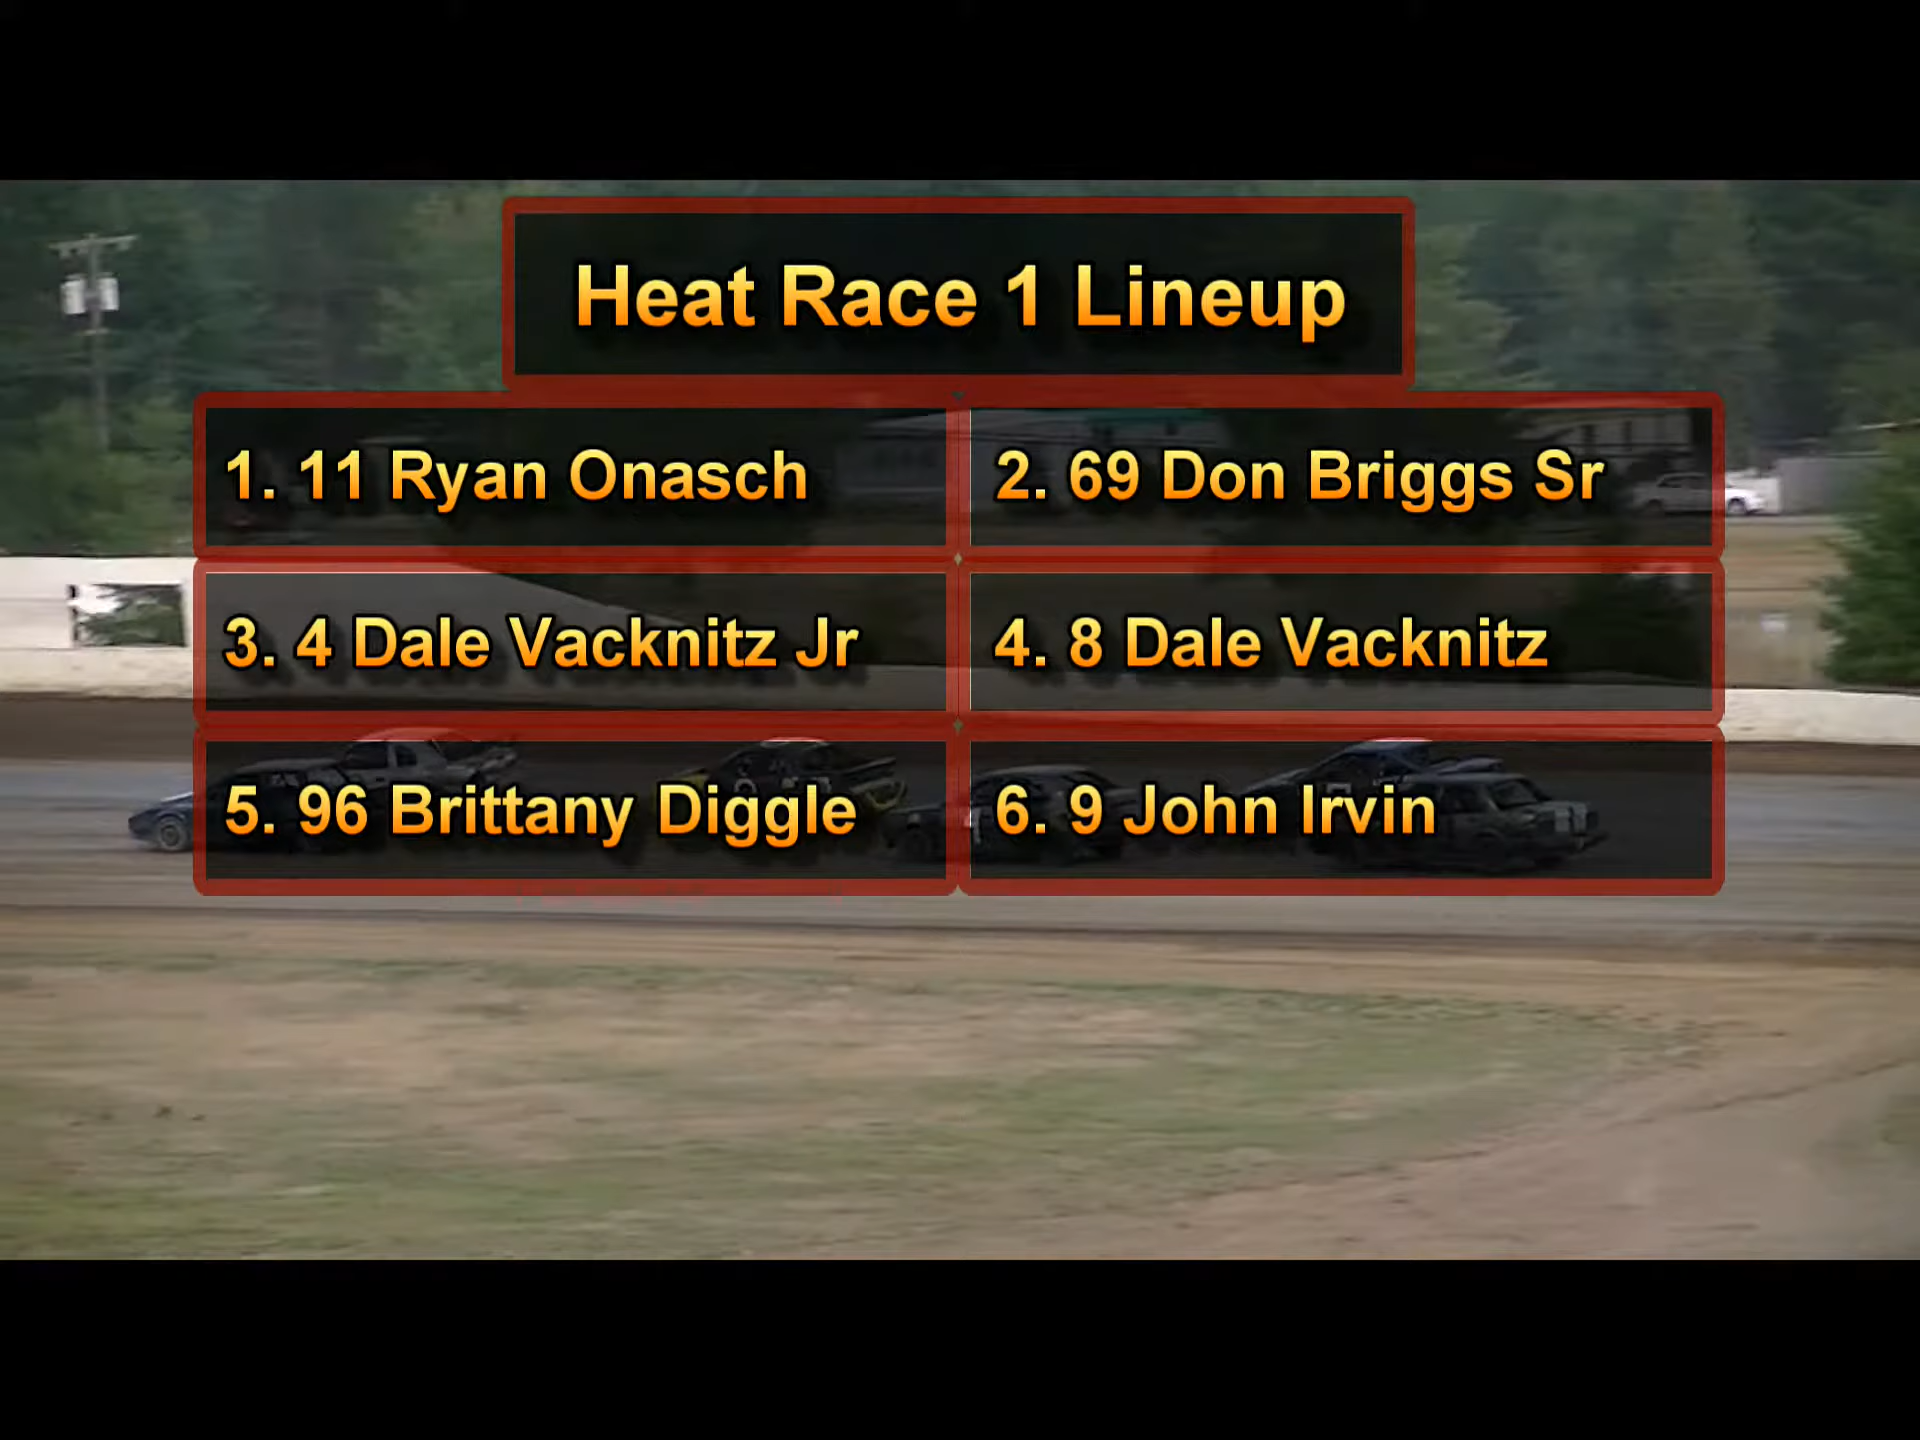 Heat Race 1 Lineup
1. 11 Ryan Onasch
2. 69 Don Briggs Sr
3. 4 Dale Vacknitz Jr
4. 8 Dale Vacknitz
5. 96 Brittany Diggle
6. 9 John Irvin